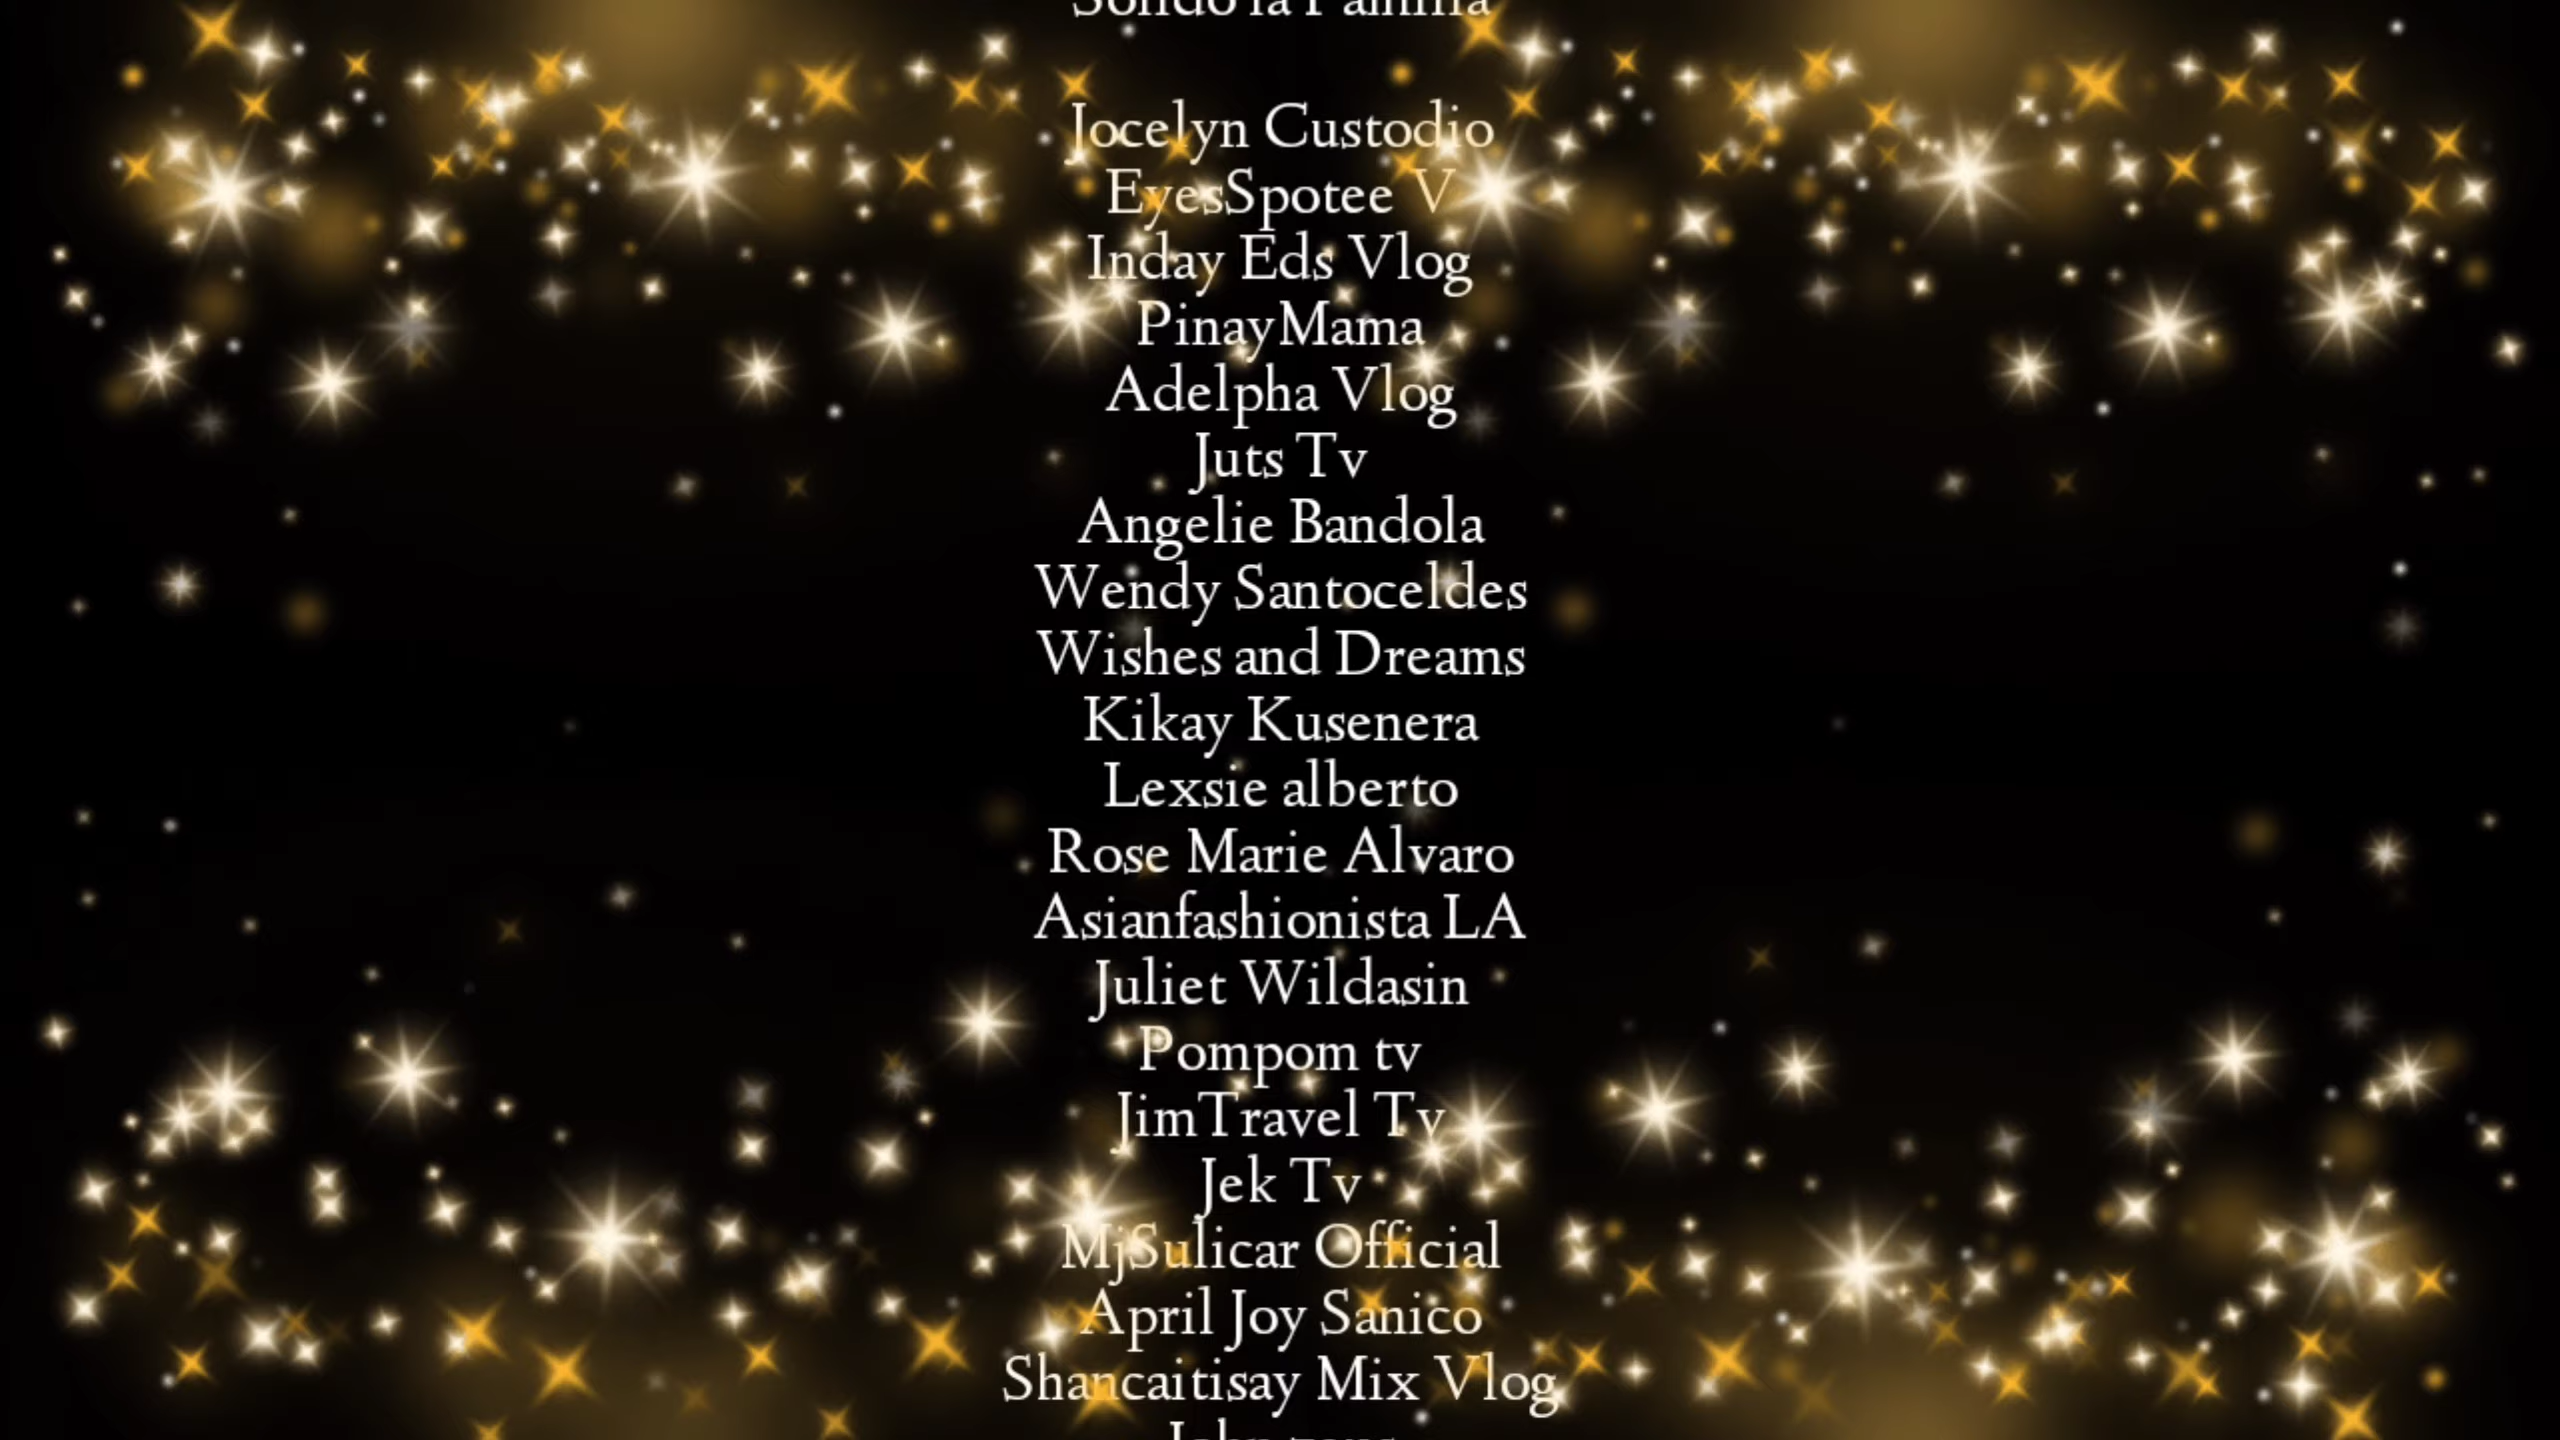 Jocelyn Custodio
EyesSpotee V
Inday Eds Vlog
PinayMama
Adelpha Vlog
Juts Tv
Angelie Bandola
Wendy Santoceldes
Wishes and Dreams
Kikay Kusenera
Lexsie alberto
Rose Marie Alvaro
Asianfashionista LA
Juliet Wildasin
Pompom tv
JimTravel Tv
Jek Tv
MjSulicar Official
April Joy Sanico
Shancaitisay Mix Vlog